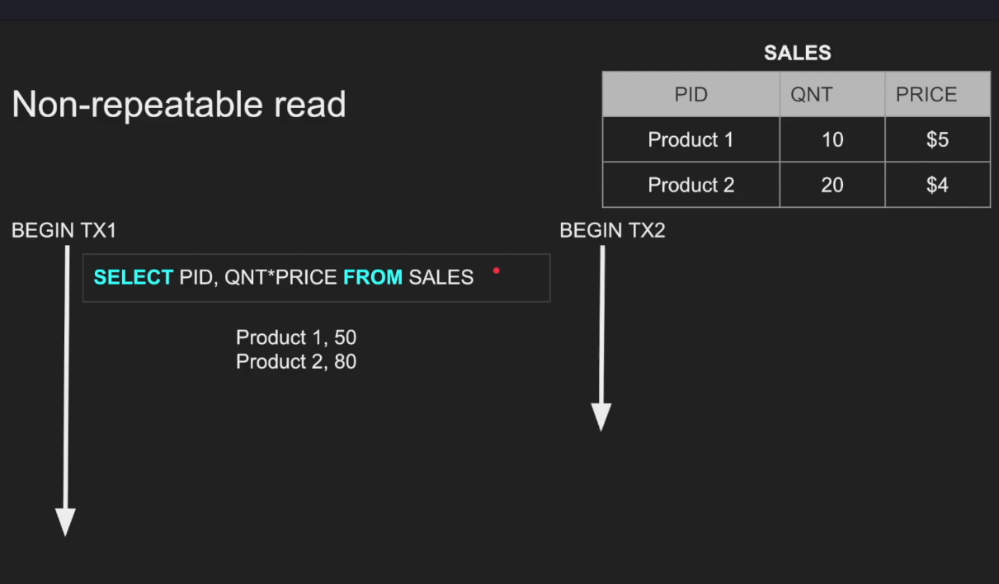 SALES
Non-repeatable read
PID QNT PRICE
Product 1 10 $5
Product 2 20 $4
BEGIN TX1
BEGIN TX2
SELECT PID, QNT*PRICE FROM SALES
Product 1, 50
Product 2, 80